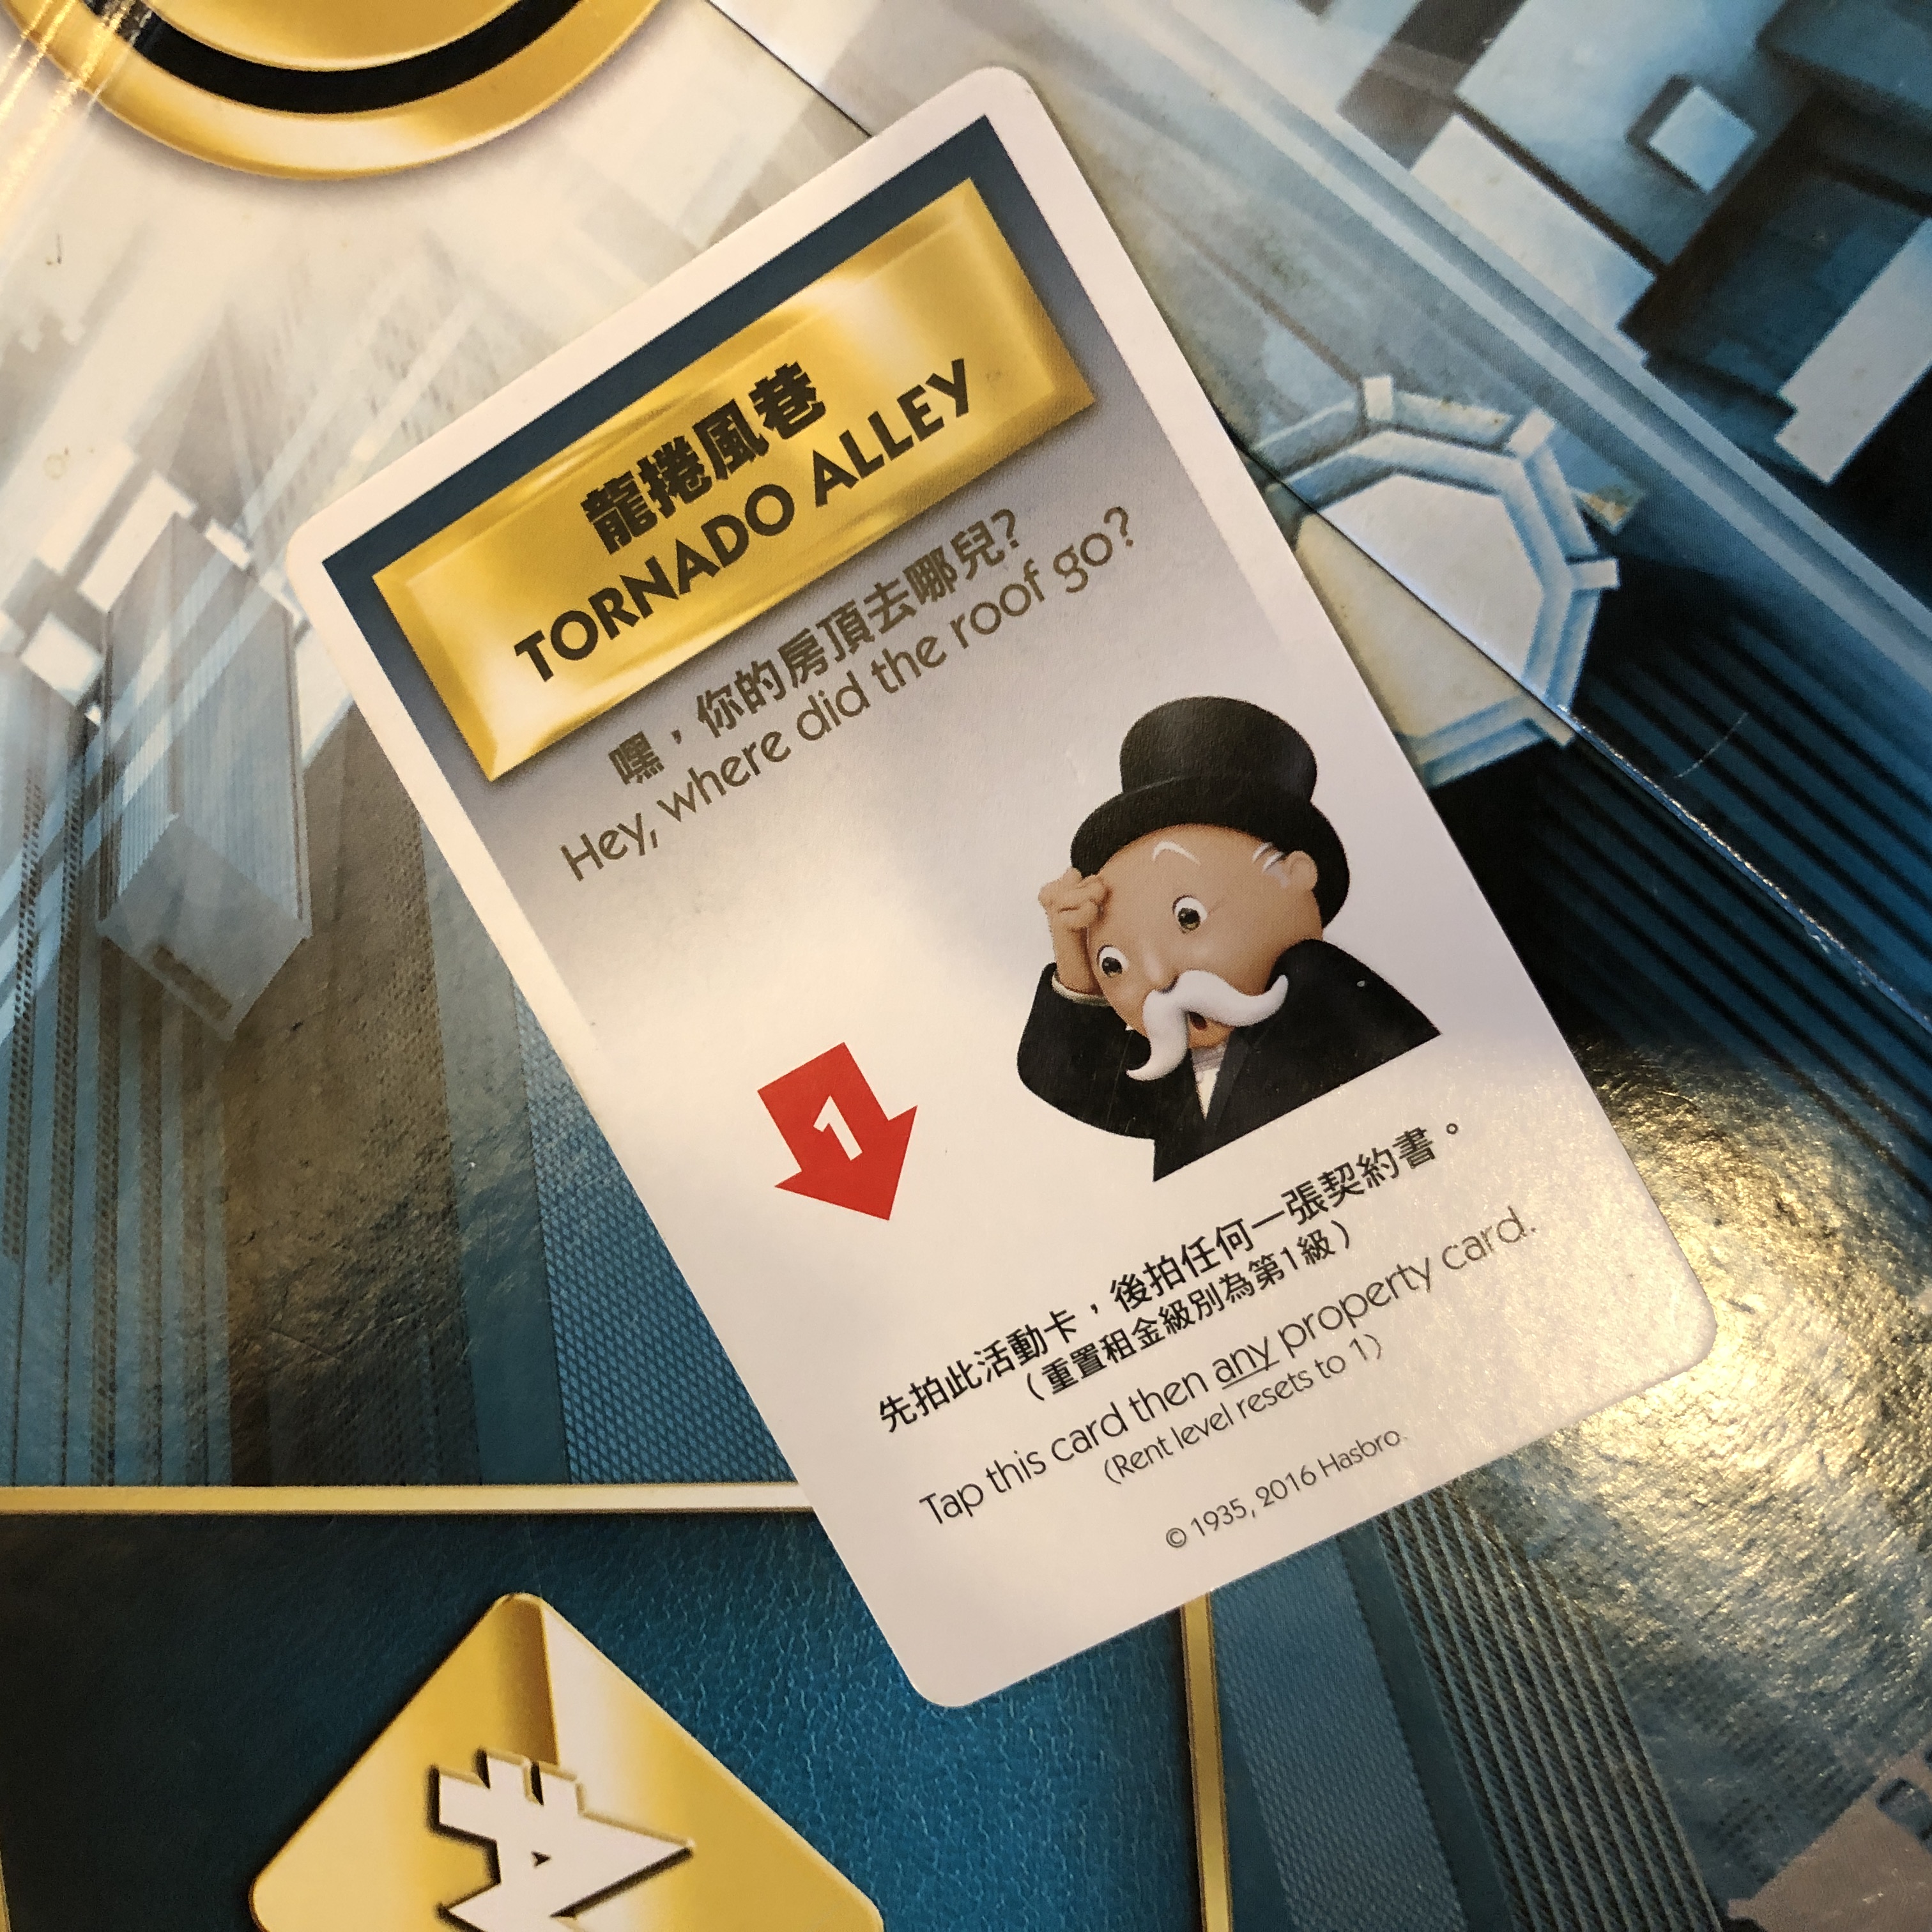 龍捲風巷
TORNADO ALLEY
嘿，你的房頂去哪兒?
Hey, where did the roof go?
1
先拍此活動卡，後拍任何一張契約書。
（重置租金級別為第1級）
Tap this card then any property card.
(Rent level resets to 1)
© 1935, 2016 Hasbro.